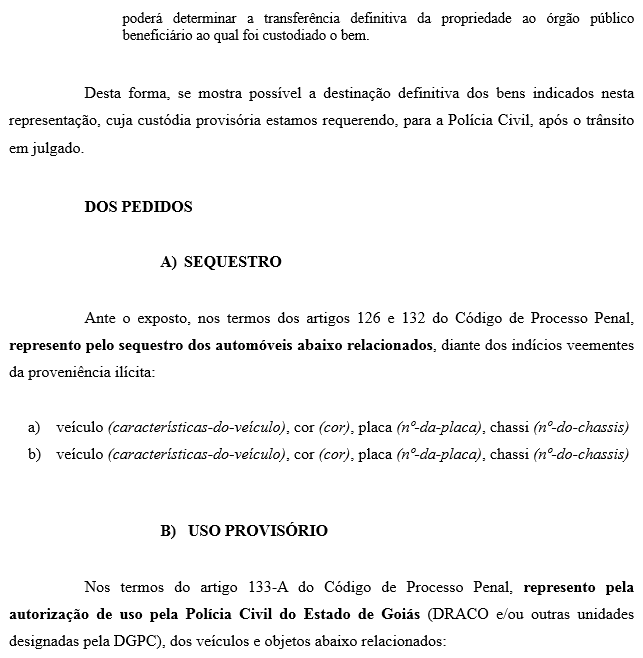 poderá determinar a transferência definitiva da propriedade ao órgão público
beneficiário ao qual foi custodiado o bem.
Desta forma, se mostra possível a destinação definitiva dos bens indicados nesta
representação, cuja custódia provisória estamos requerendo, para a Polícia Civil, após o trânsito
em julgado.
DOS PEDIDOS
A) SEQUESTRO
Ante o exposto, nos termos dos artigos 126 e 132 do Código de Processo Penal,
represento pelo sequestro dos automóveis abaixo relacionados, diante dos indícios veementes
da proveniência ilícita:
a) veículo (características-do-veículo), cor (cor), placa (nº-da-placa), chassi (nº-do-chassis)
b) veículo (características-do-veículo), cor (cor), placa (nº-da-placa), chassi (nº-do-chassis)
B) USO PROVISÓRIO
Nos termos do artigo 133-A do Código de Processo Penal, represento pela
autorização de uso pela Polícia Civil do Estado de Goiás (DRACO e/ou outras unidades
designadas pela DGPC), dos veículos e objetos abaixo relacionados: